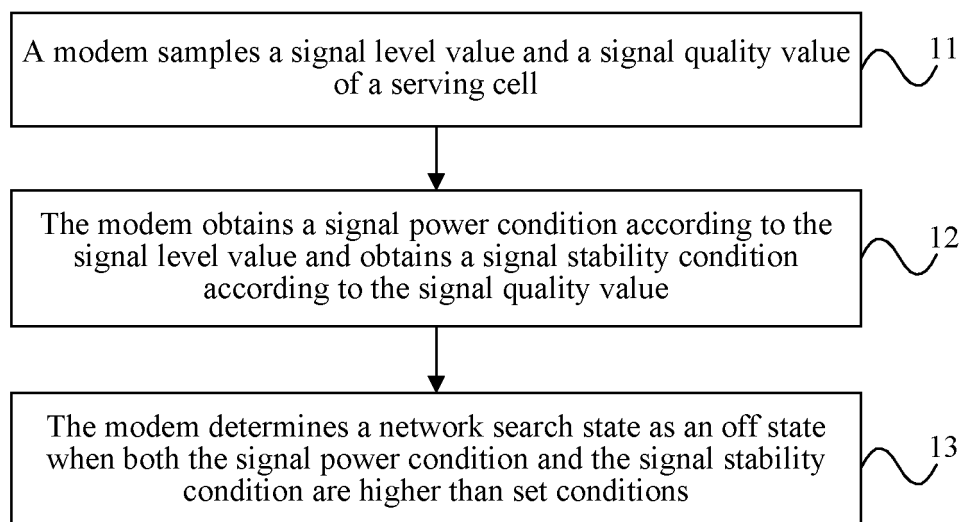 A modem samples a signal level value and a signal quality value
of a serving cell
11
The modem obtains a signal power condition according to the
signal level value and obtains a signal stability condition
according to the signal quality value
12
The modem determines a network search state as an off state
when both the signal power condition and the signal stability
condition are higher than set conditions
13